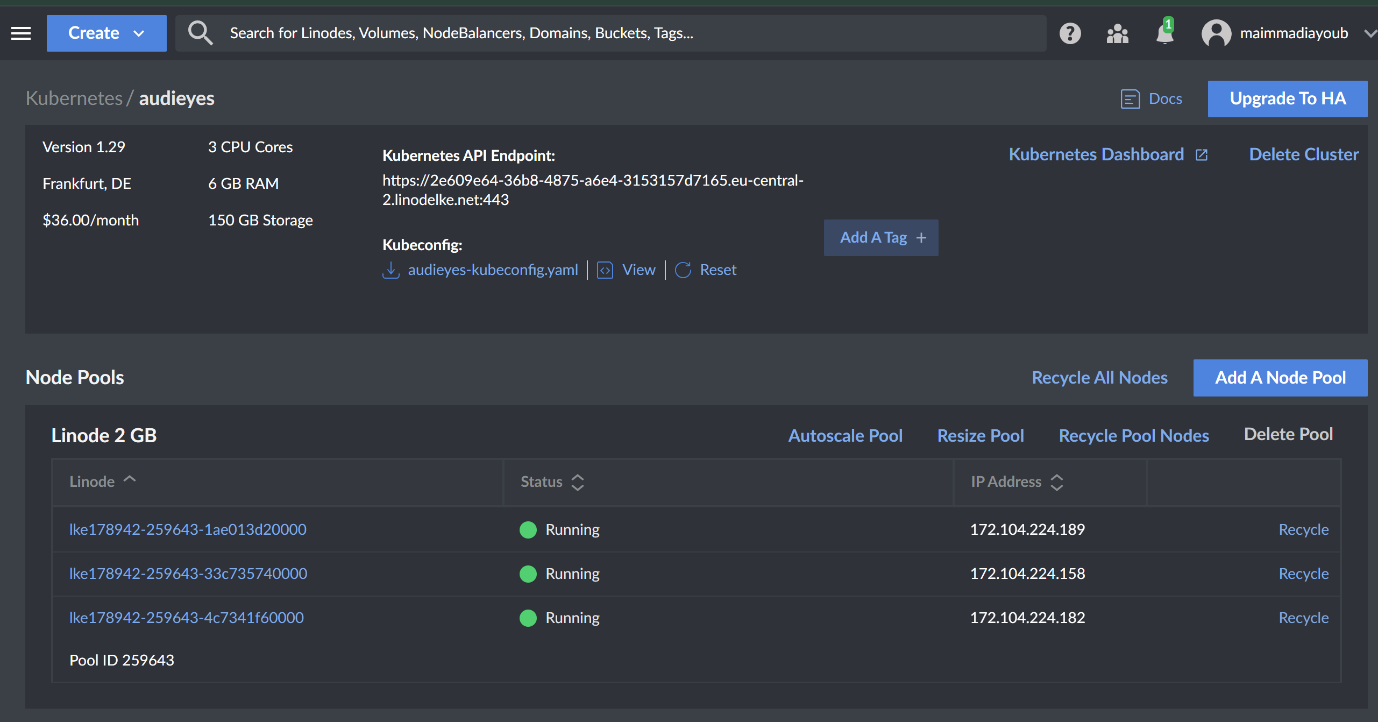 Create
Search for Linodes, Volumes, NodeBalancers, Domains, Buckets, Tags...
1
maimmadiayoub
Kubernetes / audieyes
Docs
Upgrade To HA
Version 1.29
3 CPU Cores
Frankfurt, DE
6 GB RAM
$36.00/month
150 GB Storage
Kubernetes API Endpoint:
https://2e609e64-36b8-4875-a6e4-3153157d7165.eu-central-
2.linodelke.net:443
Kubeconfig:
audieyes-kubeconfig.yaml
View
Reset
Add A Tag +
Kubernetes Dashboard
Delete Cluster
Node Pools
Recycle All Nodes
Add A Node Pool
Linode 2 GB
Autoscale Pool
Resize Pool
Recycle Pool Nodes
Delete Pool
Linode
Status
IP Address
lke178942-259643-1ae013d20000
Running
172.104.224.189
Recycle
lke178942-259643-33c735740000
Running
172.104.224.158
Recycle
lke178942-259643-4c7341f60000
Running
172.104.224.182
Recycle
Pool ID 259643